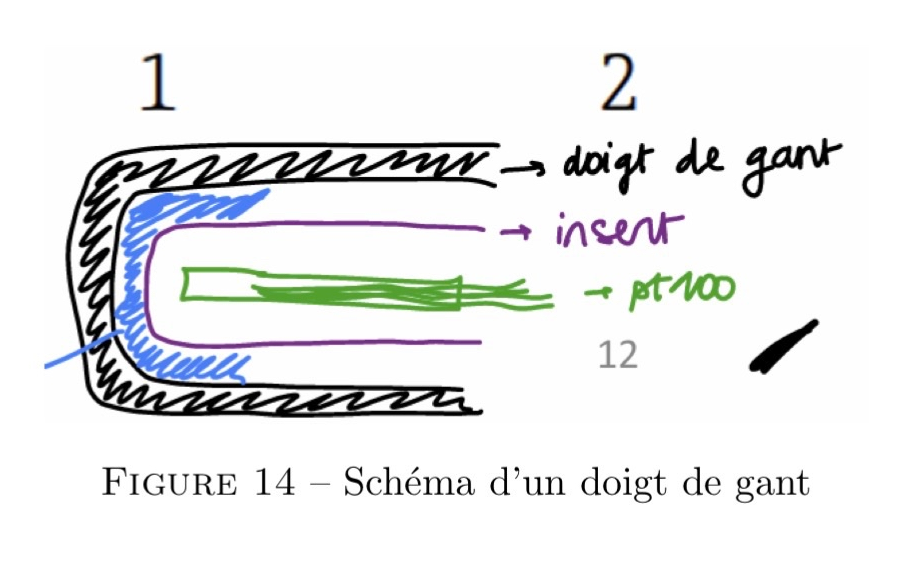 1 2
→ doigt de gant
→ insert
→ pt100
12
FIGURE 14 – Schéma d'un doigt de gant